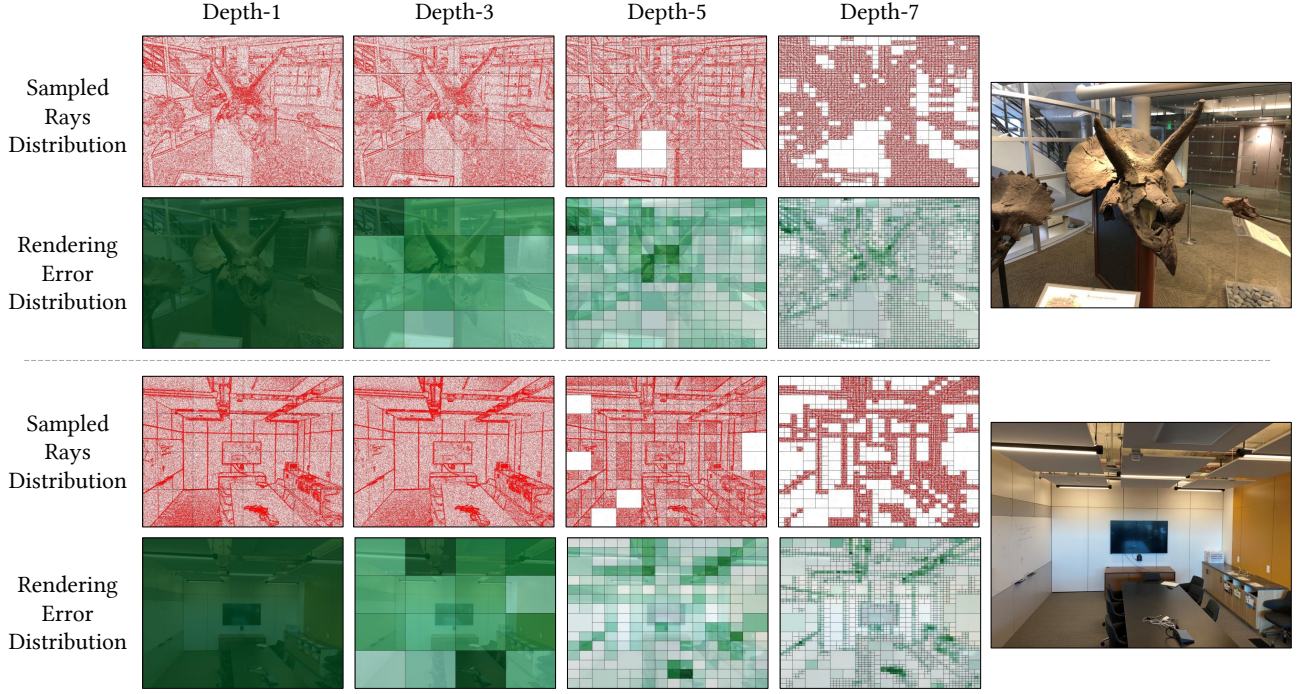 Depth-1 Depth-3 Depth-5 Depth-7
Sampled
Rays
Distribution
Rendering
Error
Distribution
Sampled
Rays
Distribution
Rendering
Error
Distribution